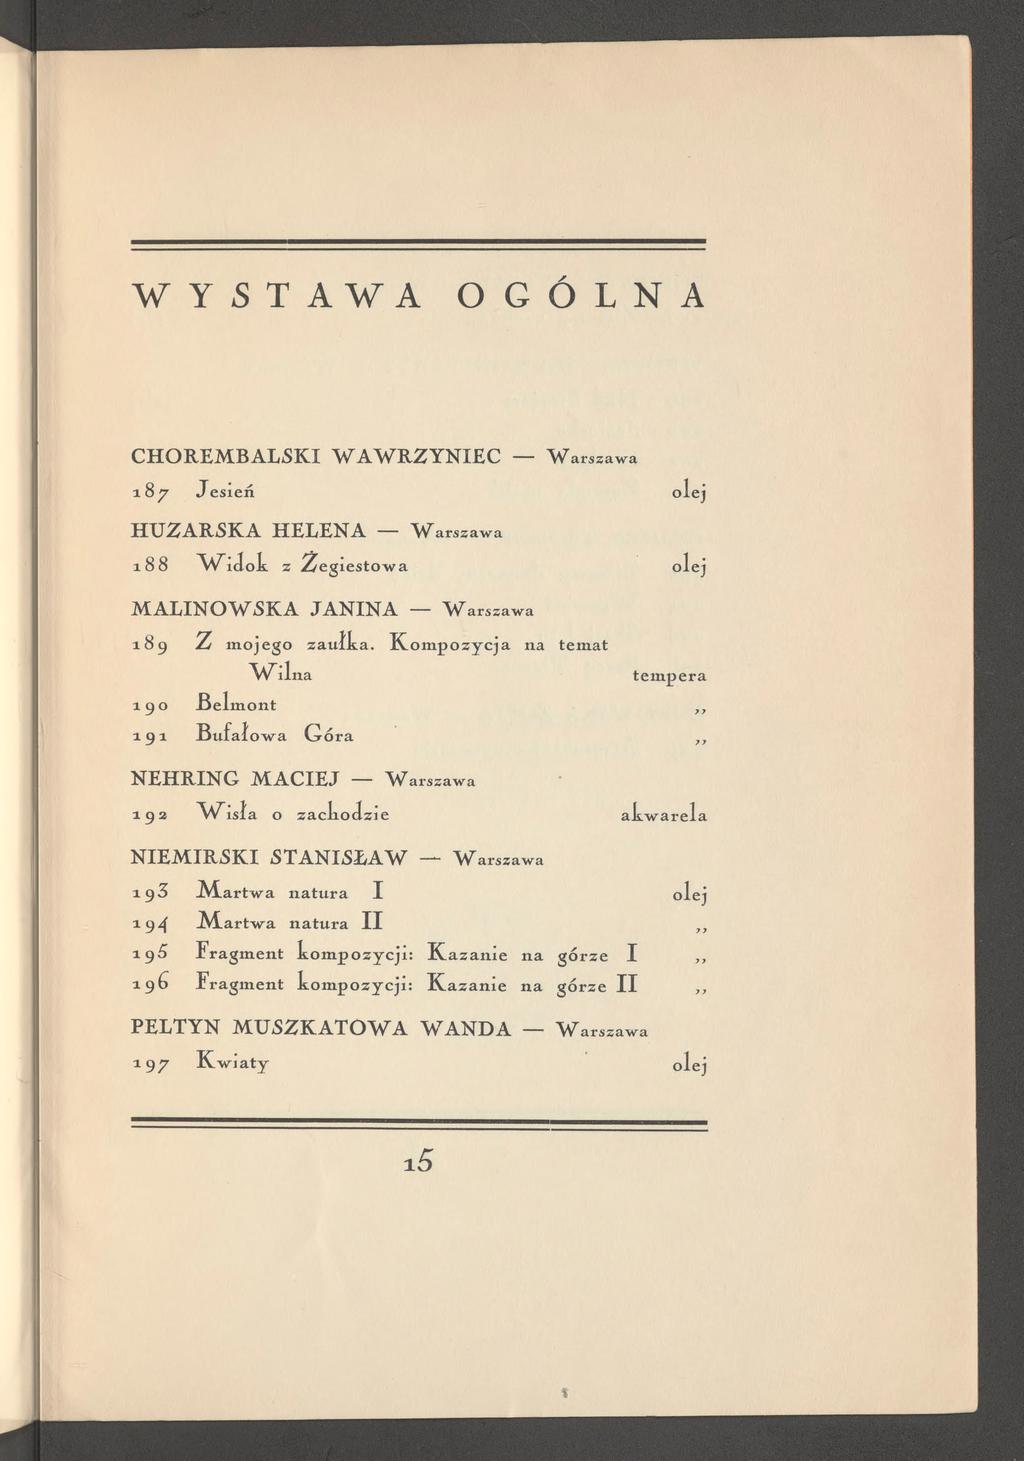 WYSTAWA OGÓLNA
CHOREMBALSKI WAWRZYNIEC — Warszawa
187 Jesień olej
HUZARSKA HELENA — Warszawa
188 Widok z Żegiestowa olej
MALINOWSKA JANINA — Warszawa
189 Z mojego zaułka. Kompozycja na temat
Wilna tempera
190 Belmont ,,
191 Bufałowa Góra ,,
NEHRING MACIEJ — Warszawa
192 Wisła o zachodzie akwarela
NIEMIRSKI STANISŁAW — Warszawa
193 Martwa natura I olej
194 Martwa natura II ,,
195 Fragment kompozycji: Kazanie na górze I ,,
196 Fragment kompozycji: Kazanie na górze II ,,
PELTYN MUSZKATOWA WANDA — Warszawa
197 Kwiaty olej
15